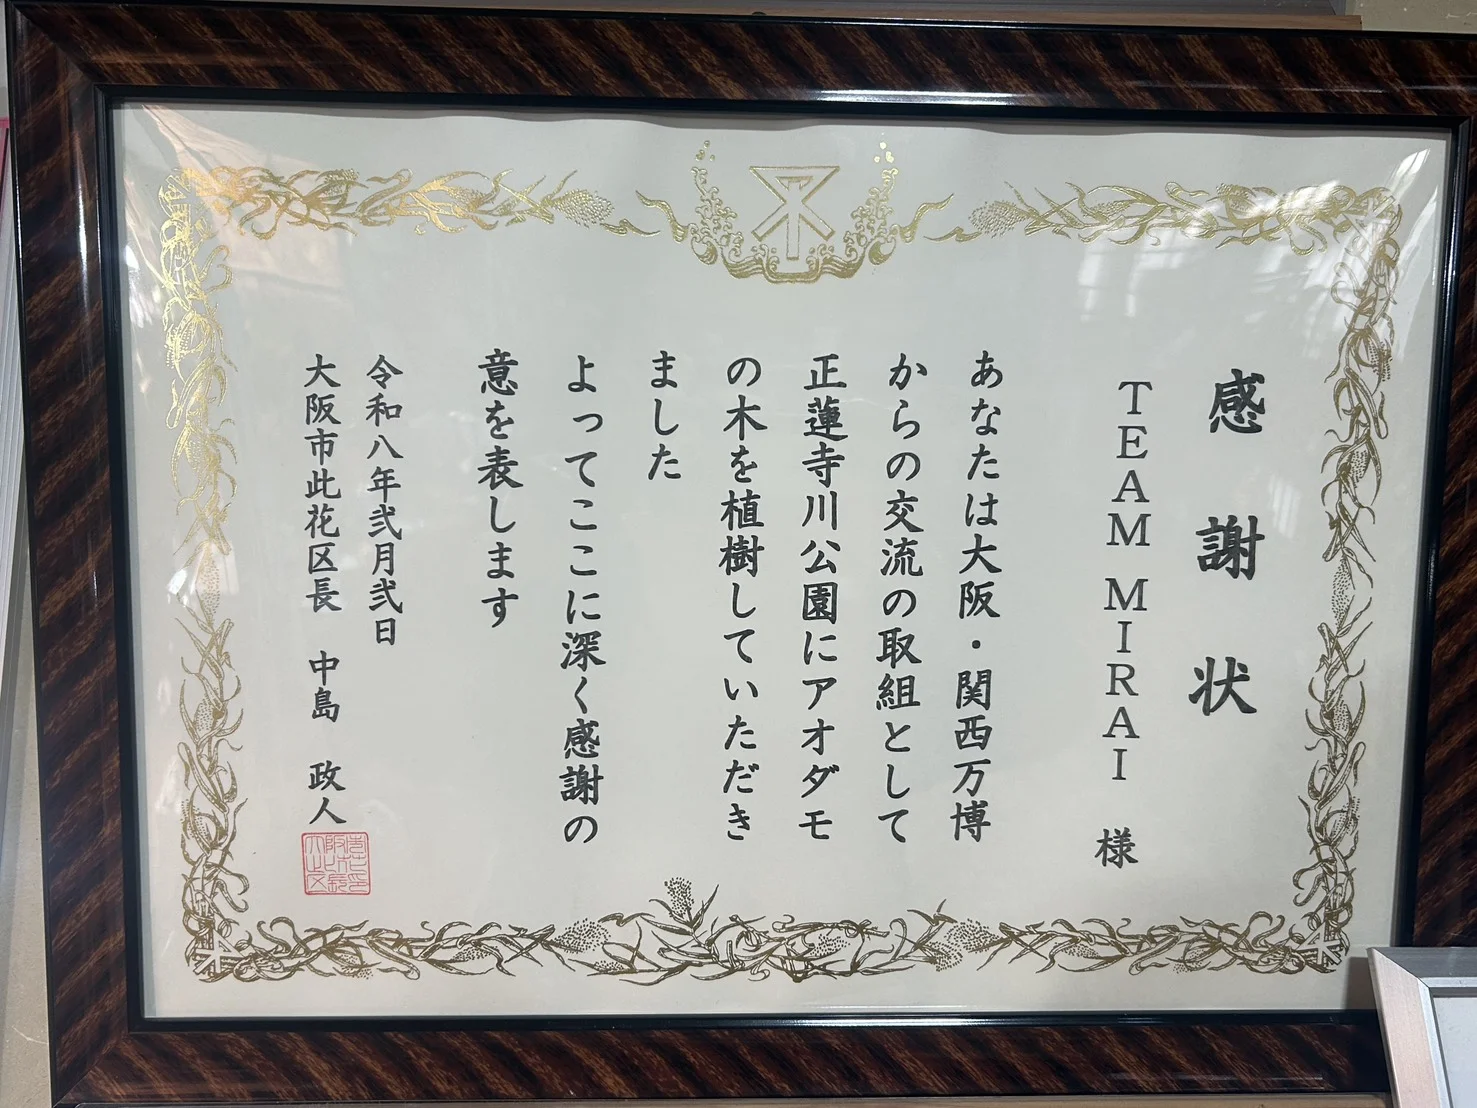 感謝状
TEAM MIRAI 様
あなたは大阪・関西万博
からの交流の取組として
正蓮寺川公園にアオダモ
の木を植樹していただき
ました
よってここに深く感謝の
意を表します
令和八年弐月弐日
大阪市此花区長 中島 政人